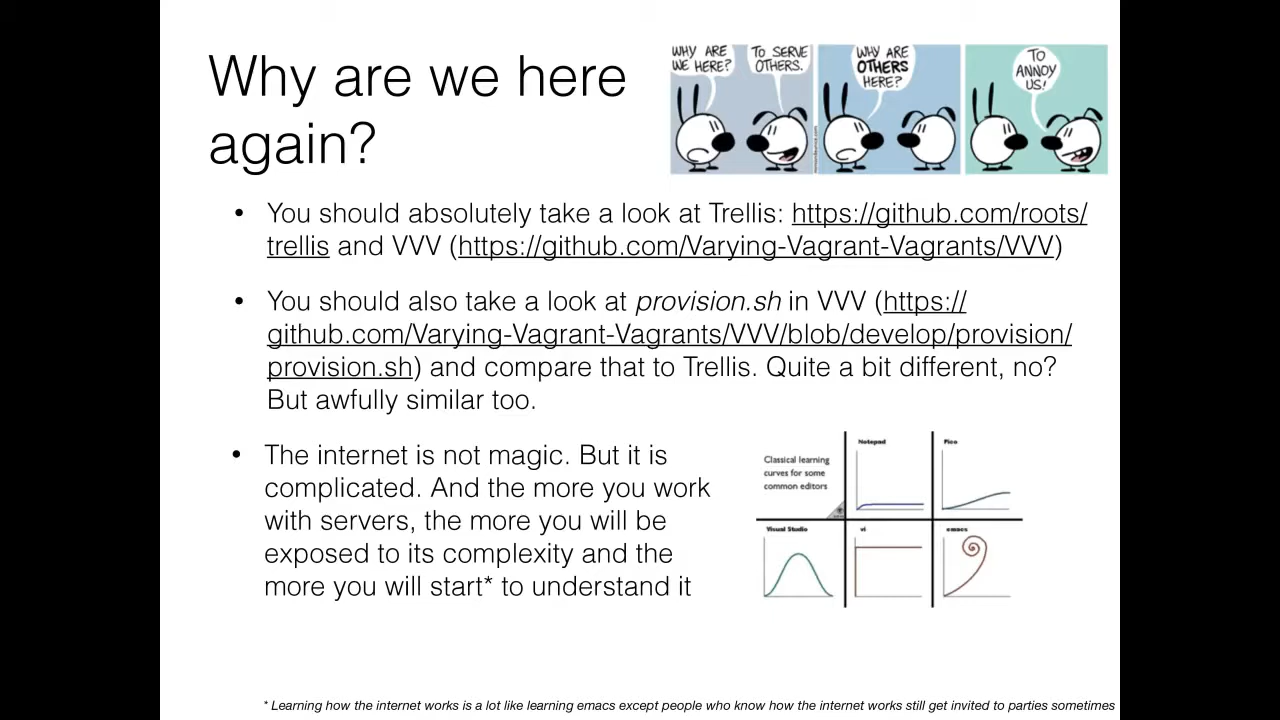 Why are we here
again?
WHY ARE
WE HERE?
TO SERVE
OTHERS.
WHY ARE
OTHERS
HERE?
TO
ANNOY
US!
• You should absolutely take a look at Trellis: https://github.com/roots/
trellis and VVV (https://github.com/Varying-Vagrant-Vagrants/VVV)
• You should also take a look at provision.sh in VVV (https://
github.com/Varying-Vagrant-Vagrants/VVV/blob/develop/provision/
provision.sh) and compare that to Trellis. Quite a bit different, no?
But awfully similar too.
• The internet is not magic. But it is
complicated. And the more you work
with servers, the more you will be
exposed to its complexity and the
more you will start* to understand it
Classical learning
curves for some
common editors
Notepad
Pico
Visual Studio
vi
emacs
* Learning how the internet works is a lot like learning emacs except people who know how the internet works still get invited to parties sometimes